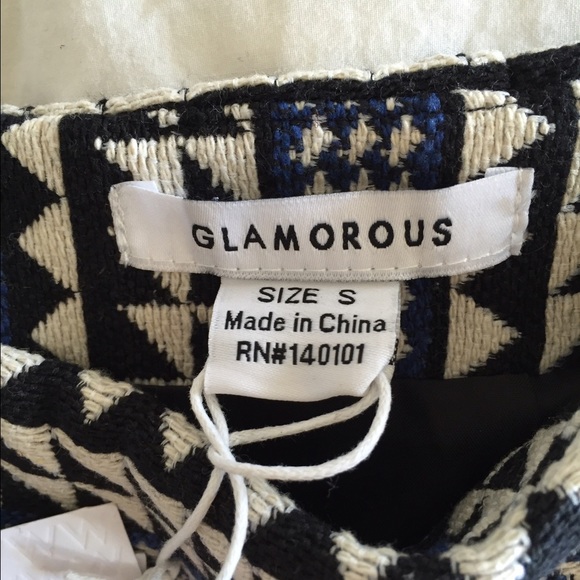 GLAMOROUS
SIZE S
Made in China
RN#140101